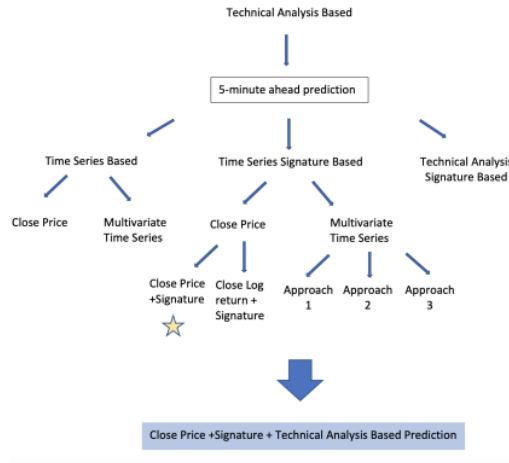 Technical Analysis Based
5-minute ahead prediction
Time Series Based
Time Series Signature Based
Technical Analysis
Signature Based
Close Price
Multivariate
Time Series
Close Price
Multivariate
Time Series
Close Price
+Signature
Close Log
return +
Signature
Approach
1
Approach
2
Approach
3
Close Price +Signature + Technical Analysis Based Prediction